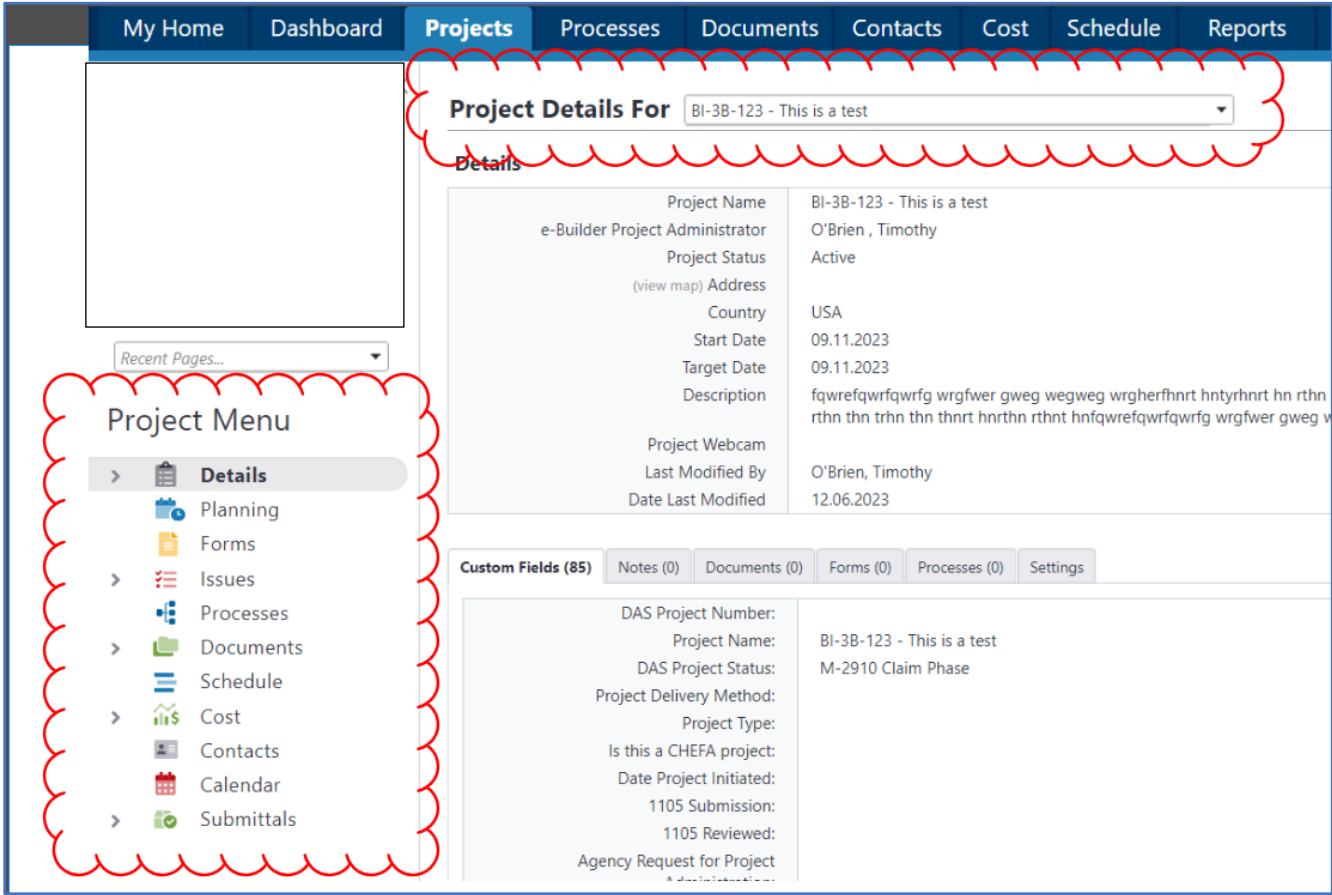 My Home Dashboard Projects Processes Documents Contacts Cost Schedule Reports
Project Details For BI-3B-123 - This is a test
Details
Project Name BI-3B-123 - This is a test
e-Builder Project Administrator O'Brien , Timothy
Project Status Active
(view map) Address
Country USA
Start Date 09.11.2023
Target Date 09.11.2023
Description fqwrefqwrfqwrfg wrgfwer gweg wegweg wrgherfhnrt hntyrhnrt hn rthn
rthn thn trhn thn thnrt hnrthn rthnt hnfqwrefqwrfqwrfg wrgfwer gweg
Project Webcam
Last Modified By O'Brien, Timothy
Date Last Modified 12.06.2023
Recent Pages...
Project Menu
Details
Planning
Forms
Issues
Processes
Documents
Schedule
Cost
Contacts
Calendar
Submittals
Custom Fields (85) Notes (0) Documents (0) Forms (0) Processes (0) Settings
DAS Project Number:
Project Name: BI-3B-123 - This is a test
DAS Project Status: M-2910 Claim Phase
Project Delivery Method:
Project Type:
Is this a CHEFA project:
Date Project Initiated:
1105 Submission:
1105 Reviewed:
Agency Request for Project